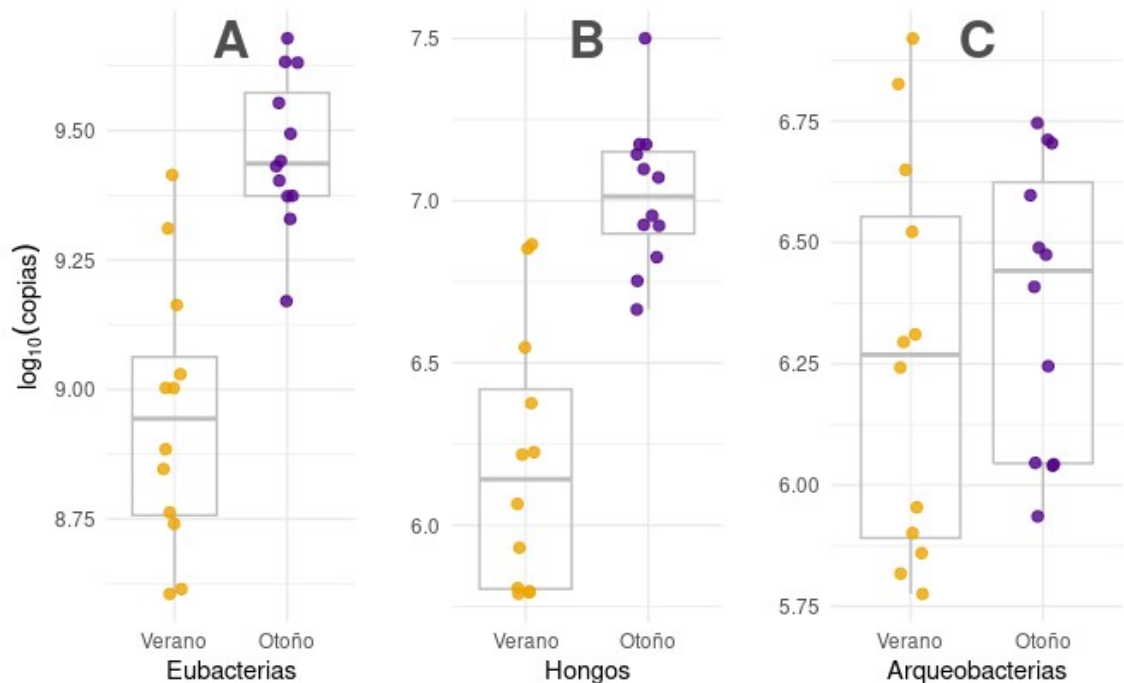 A
B
C
log₁₀(copias)
9.50
9.25
9.00
8.75
Verano
Otoño
Eubacterias
7.5
7.0
6.5
6.0
Verano
Otoño
Hongos
6.75
6.50
6.25
6.00
5.75
Verano
Otoño
Arqueobacterias